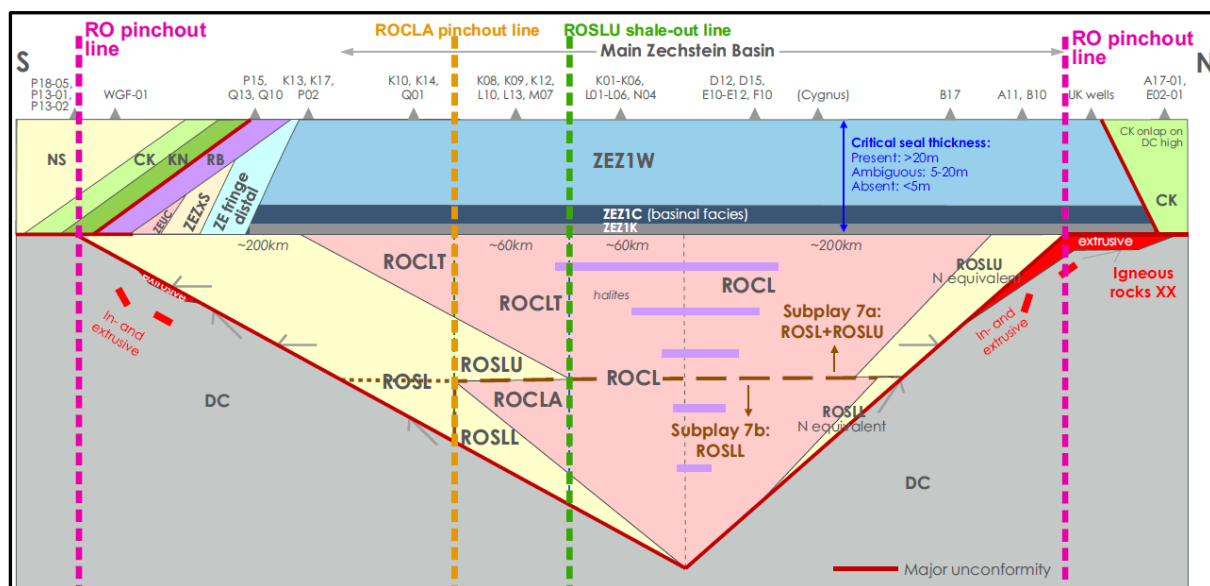 RO pinchout
line
ROCLA pinchout line
ROSLU shale-out line
RO pinchout
line
Main Zechstein Basin
S
N
P18-05,
P13-01,
P13-02
WGF-01
P15,
Q13, Q10
K13, K17,
P02
K10, K14,
Q01
K08, K09, K12,
L10, L13, M07
K01-K06,
L01-L06, N04
D12, D15,
E10-E12, F10
(Cygnus)
B17
A11, B10
UK wells
A17-01,
E02-01
NS
CK
KN
RB
ZEUC
ZEZxS
ZE fringe
distal
ZEZ1W
Critical seal thickness:
Present: >20m
Ambiguous: 5-20m
Absent: <5m
CK onlap on
DC high
CK
ZEZ1C (basinal facies)
ZEZ1K
~200km
~60km
~60km
~200km
extrusive
Igneous
rocks XX
extrusive
In- and
extrusive
In- and
extrusive
ROCLT
ROCLT
ROCL
halites
ROSLU
N equivalent
Subplay 7a:
ROSL+ROSLU
ROSLU
ROSL
ROCL
ROCLA
ROSLL
Subplay 7b:
ROSLL
ROSLL
N equivalent
DC
DC
Major unconformity